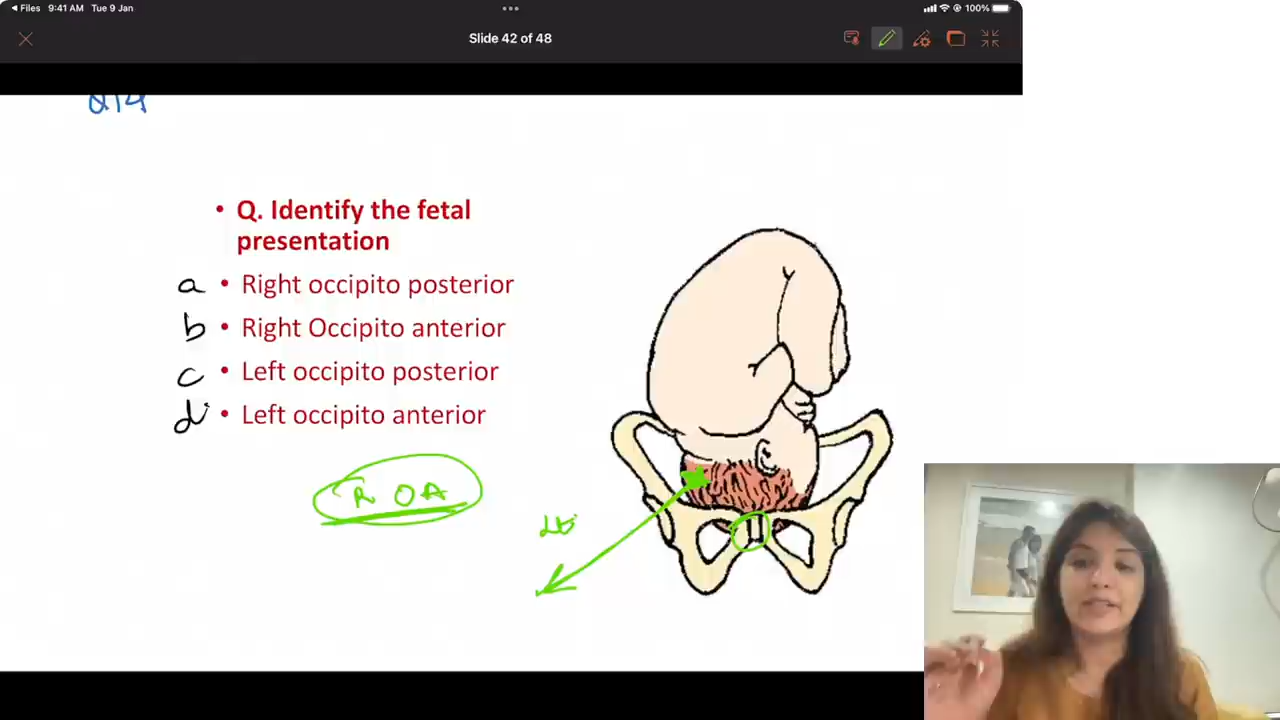 Files 9:41 AM Tue 9 Jan 100%
Slide 42 of 48
Q14
• Q. Identify the fetal
presentation
a • Right occipito posterior
b • Right Occipito anterior
c • Left occipito posterior
d • Left occipito anterior
R OA